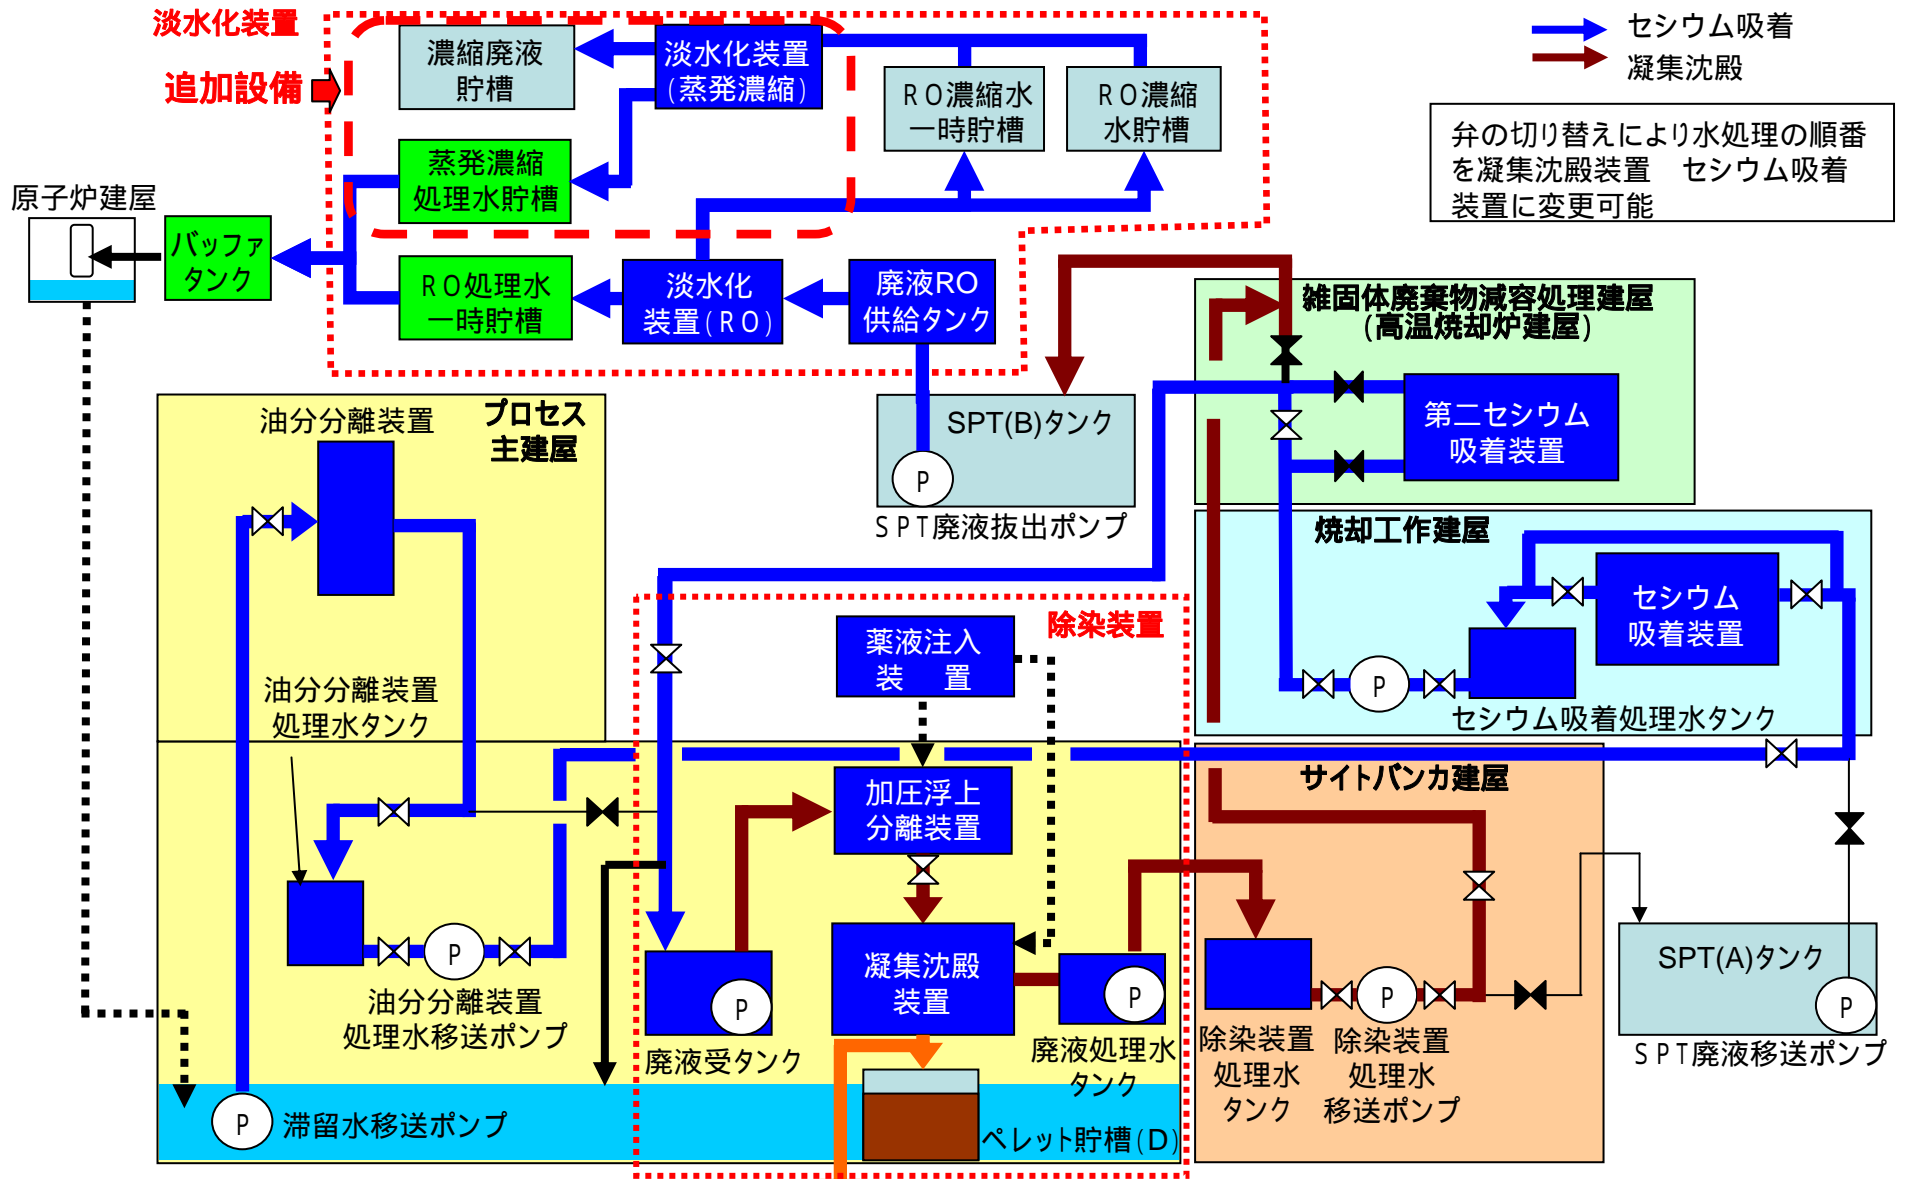 淡水化装置
追加設備
濃縮廃液
貯槽
淡水化装置
(蒸発濃縮)
RO濃縮水
一時貯槽
RO濃縮
水貯槽
セシウム吸着
凝集沈殿
弁の切り替えにより水処理の順番
を凝集沈殿装置　セシウム吸着
装置に変更可能
蒸発濃縮
処理水貯槽
原子炉建屋
バッファ
タンク
RO処理水
一時貯槽
淡水化
装置(RO)
廃液RO
供給タンク
雑固体廃棄物減容処理建屋
(高温焼却炉建屋)
第二セシウム
吸着装置
SPT(B)タンク
P
SPT廃液抜出ポンプ
プロセス
主建屋
油分分離装置
焼却工作建屋
セシウム
吸着装置
P
セシウム吸着処理水タンク
除染装置
薬液注入
装　置
油分分離装置
処理水タンク
サイトバンカ建屋
加圧浮上
分離装置
P
油分分離装置
処理水移送ポンプ
P
廃液受タンク
凝集沈殿
装置
P
廃液処理水
タンク
P
除染装置
処理水
タンク
除染装置
処理水
移送ポンプ
SPT(A)タンク
P
SPT廃液移送ポンプ
P
滞留水移送ポンプ
ペレット貯槽(D)